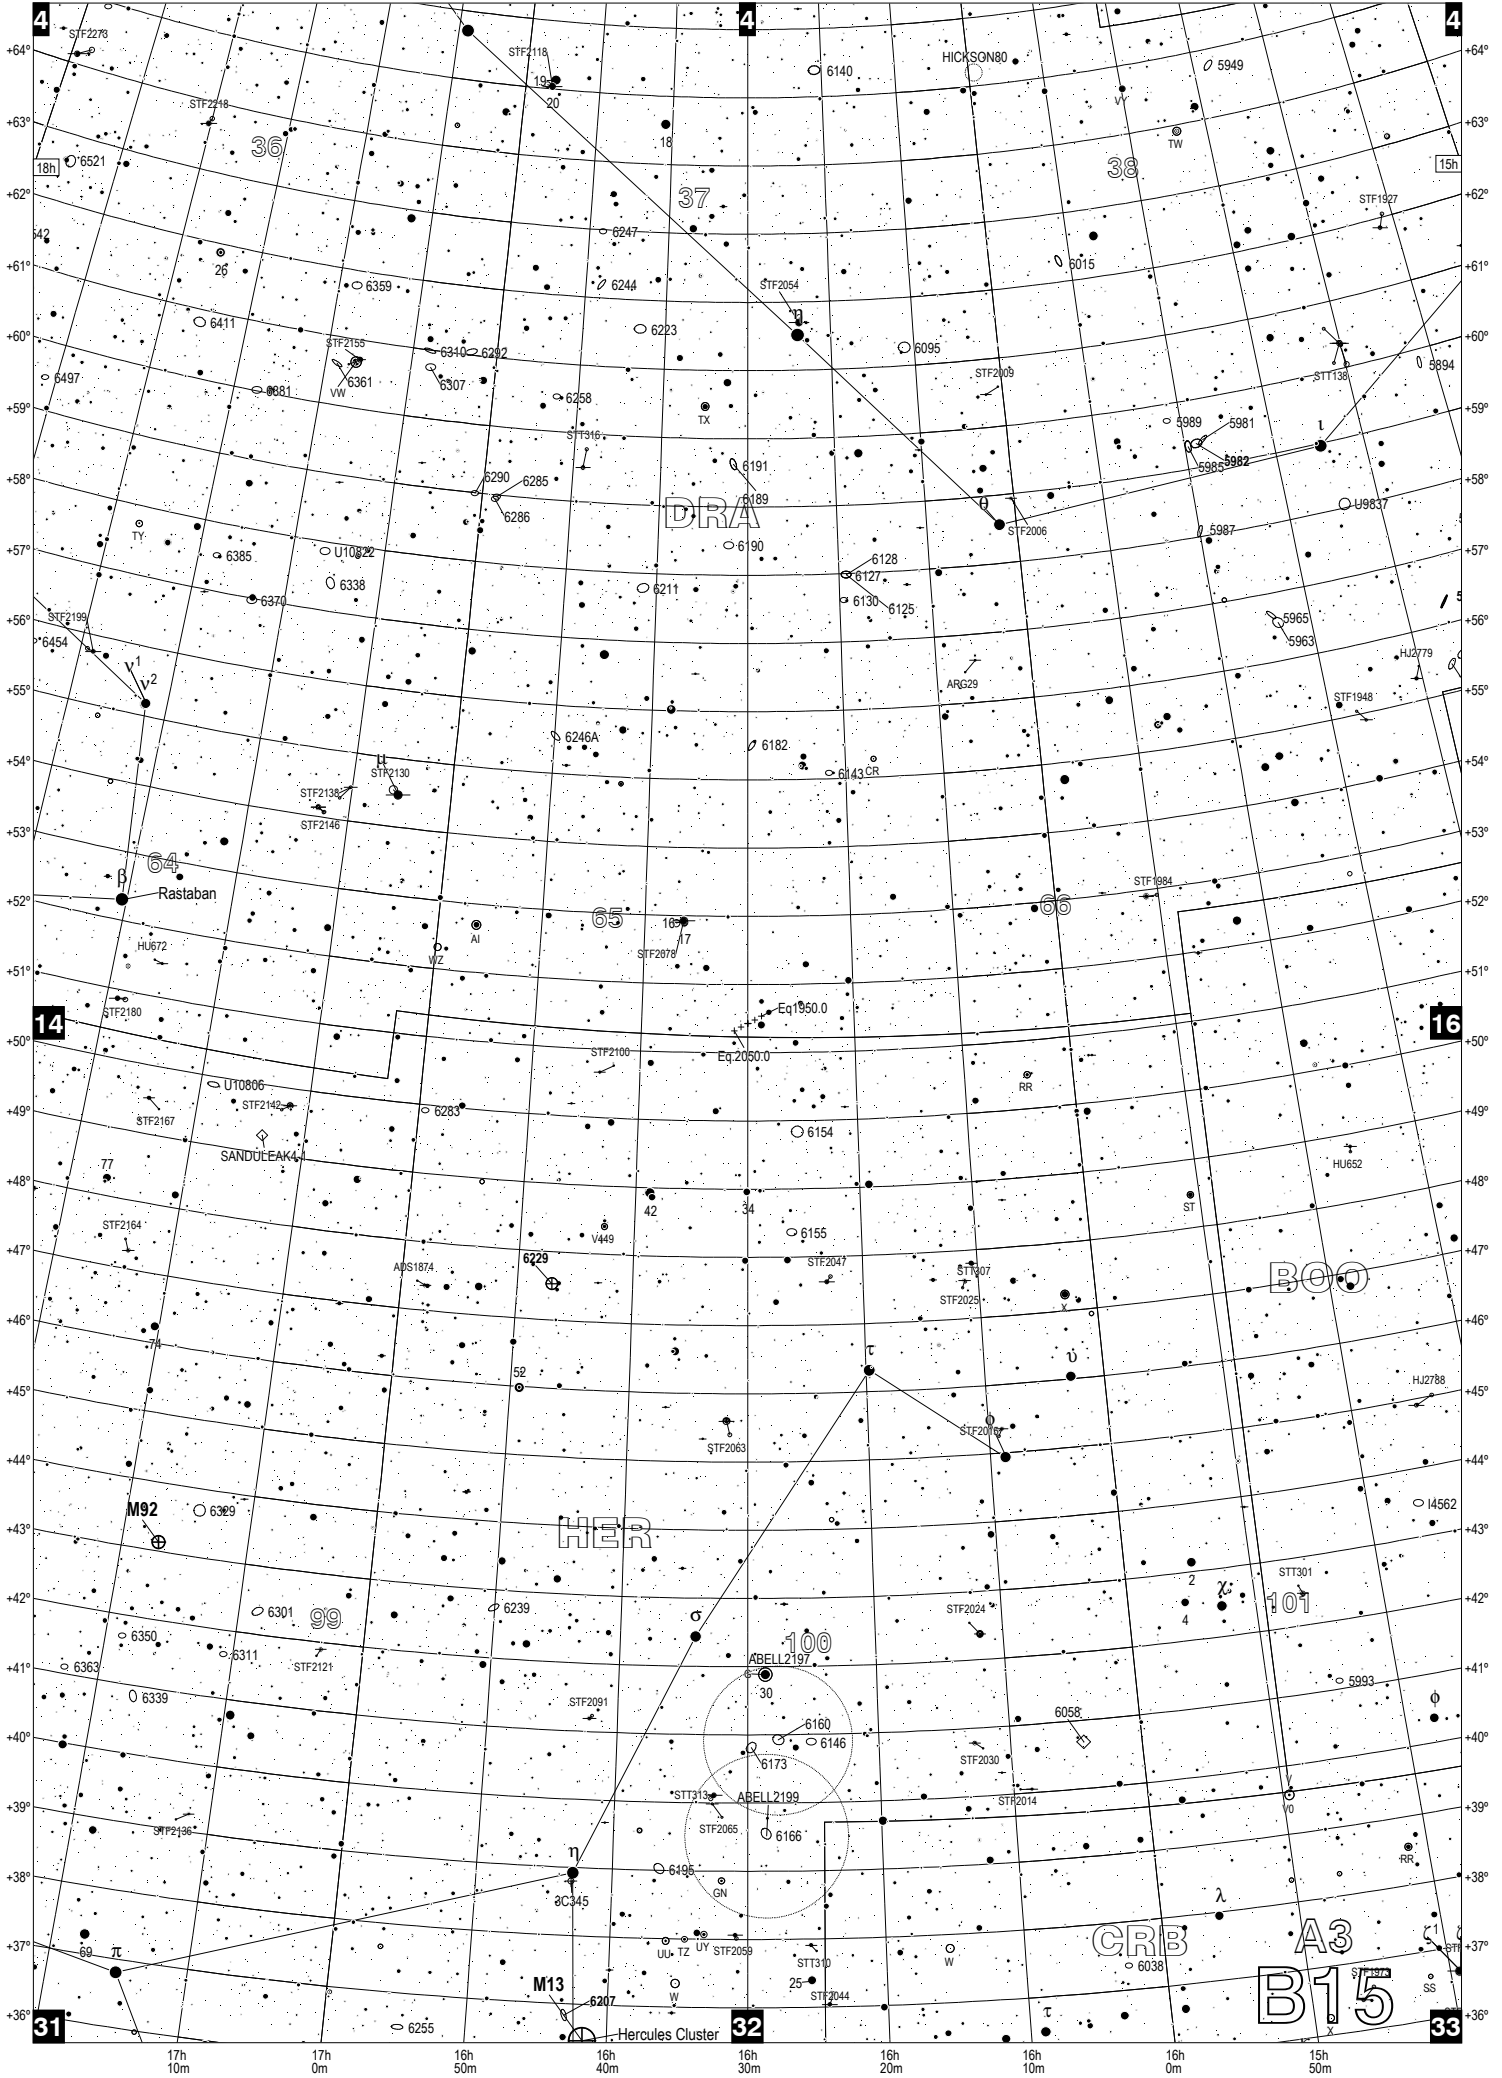 4
4
4
+64°
STF2273
STF2118
19
20
6140
HICKSON80
5949
+64°
VY
+63°
STF2218
36
18
TW
+63°
18h
6521
37
38
15h
+62°
STF1927
+62°
542
6247
+61°
26
6359
6244
STF2054
6015
+61°
η
6411
6223
+60°
STF2155
6310
6292
6095
+60°
6497
6361
6307
VW
6381
STF2009
STT138
5894
+59°
6258
TX
5989
5981
ι
+59°
STT316
6191
5985
5982
+58°
6290
6285
6189
+58°
6286
DRA
θ
STF2006
U9837
TY
5987
+57°
6385
U10822
6190
6128
+57°
6338
6127
6211
6130
6125
6370
+56°
STF2199
5965
+56°
6454
5963
HJ2779
ν1
ν2
ARG29
+55°
STF1948
+55°
6246A
6182
+54°
μ
STF2130
6143
CR
+54°
STF2138
STF2146
+53°
+53°
64
β
Rastaban
STF1984
+52°
65
66
+52°
16
17
AI
HU672
WZ
STF2078
+51°
+51°
STF2180
Eq1950.0
14
16
+50°
Eq.2050.0
+50°
STF2100
U10806
RR
STF2142
6283
+49°
STF2167
6154
+49°
SANDULEAK4-1
HU652
77
+48°
42
34
ST
+48°
STF2164
V449
6155
+47°
6229
STF2047
+47°
ADS1874
STT307
BOO
STF2025
X
+46°
74
+46°
τ
υ
52
+45°
HJ2788
+45°
φ
STF2063
STF2016
+44°
+44°
M92
6329
I4562
+43°
HER
+43°
2
STT301
χ
+42°
6301
99
6239
STF2024
4
101
+42°
σ
6350
6311
STF2121
100
ABELL2197
+41°
6363
G
30
5993
+41°
6339
STF2091
6058
φ
+40°
6160
6146
+40°
6173
STF2030
STT313
ABELL2199
STF2014
V
V0
+39°
STF2136
STF2065
6166
+39°
η
6195
RR
+38°
3C345
GN
λ
+38°
69
π
UU
TZ
UY
STF2059
CRB
A3
ζ1
+37°
STT310
W
6038
+37°
M13
W
25
B15
STF1973
SS
6207
STF2044
+36°
τ
X
+36°
31
6255
Hercules Cluster
32
33
17h
10m
17h
0m
16h
50m
16h
40m
16h
30m
16h
20m
16h
10m
16h
0m
15h
50m